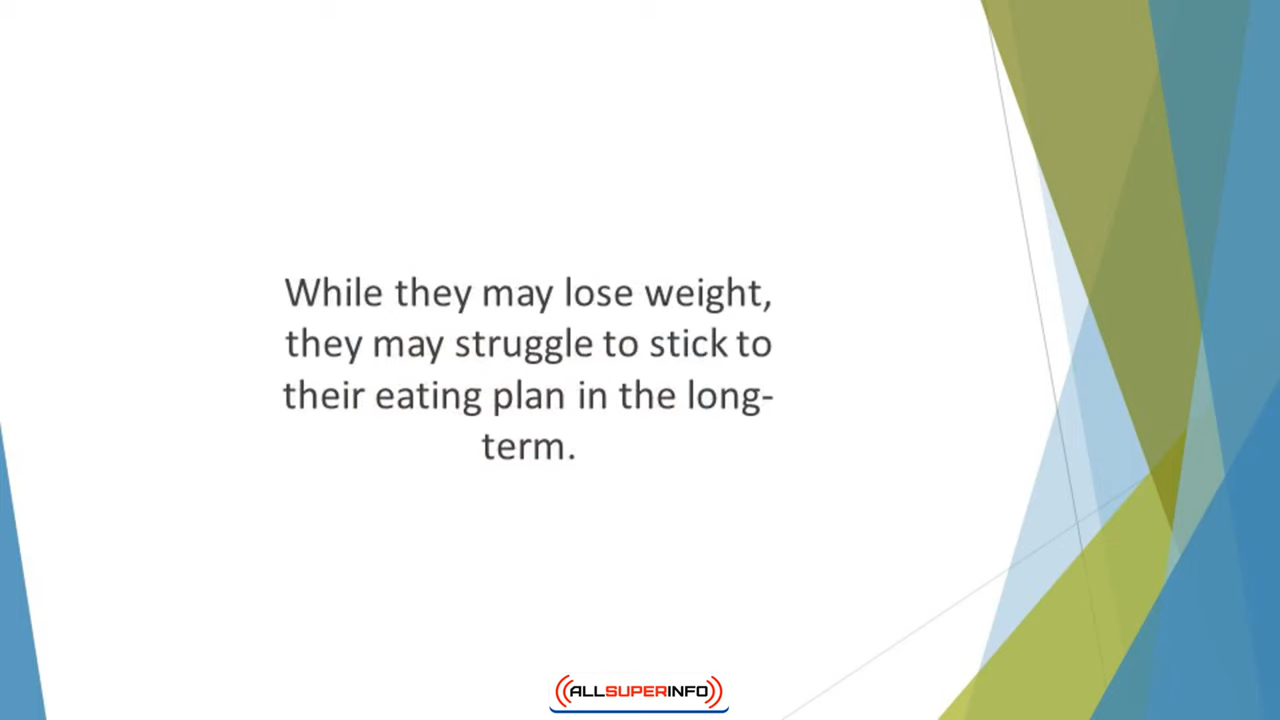 While they may lose weight,
they may struggle to stick to
their eating plan in the long-
term.
ALLSUPERINFO